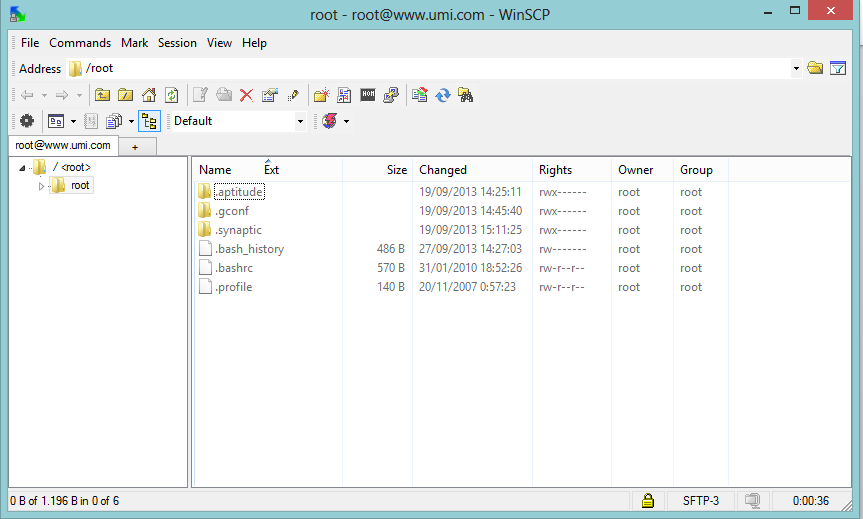 root - root@www.umi.com - WinSCP
File Commands Mark Session View Help
Address /root
Default
root@www.umi.com +
/ <root>
root
Name Ext Size Changed Rights Owner Group
.aptitude 19/09/2013 14:25:11 rwx------ root root
.gconf 19/09/2013 14:45:40 rwx------ root root
.synaptic 19/09/2013 15:11:25 rwx------ root root
.bash_history 486 B 27/09/2013 14:27:03 rw------- root root
.bashrc 570 B 31/01/2010 18:52:26 rw-r--r-- root root
.profile 140 B 20/11/2007 0:57:23 rw-r--r-- root root
0 B of 1.196 B in 0 of 6 SFTP-3 0:00:36